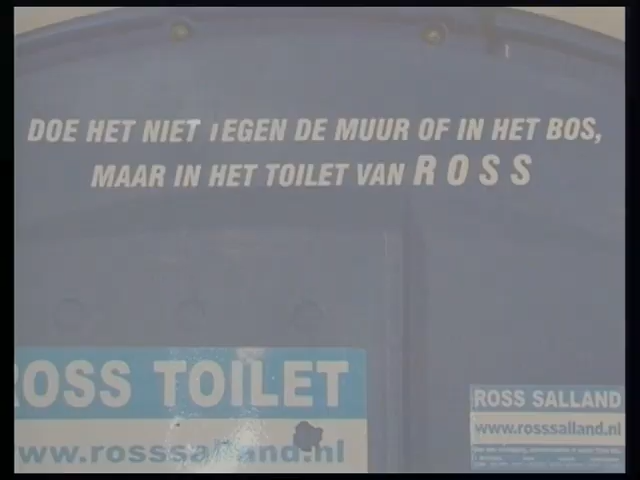 DOE HET NIET TEGEN DE MUUR OF IN HET BOS,
MAAR IN HET TOILET VAN ROSS
ROSS TOILET
www.rosssalland.nl
ROSS SALLAND
www.rosssalland.nl